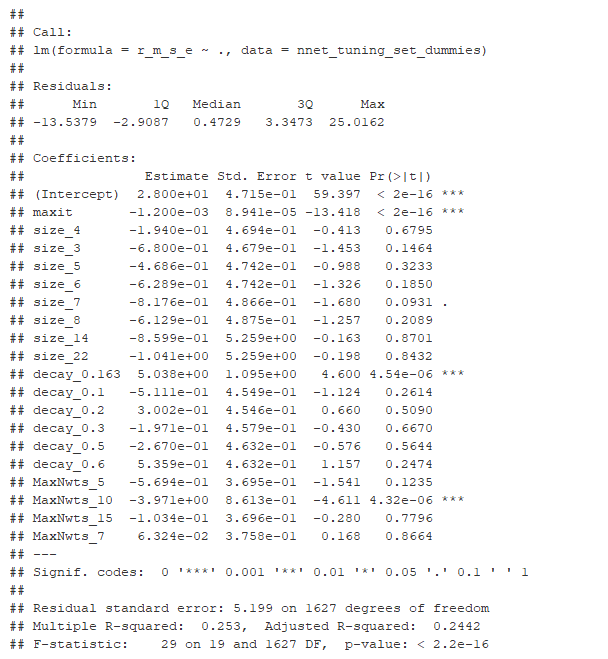 ##
## Call:
## lm(formula = r_m_s_e ~ ., data = nnet_tuning_set_dummies)
##
## Residuals:
##      Min       1Q   Median       3Q      Max
## -13.5379  -2.9087   0.4729   3.3473  25.0162
##
## Coefficients:
##               Estimate Std. Error t value Pr(>|t|)
## (Intercept)  2.800e+01  4.715e-01  59.397  < 2e-16 ***
## maxit       -1.200e-03  8.941e-05 -13.418  < 2e-16 ***
## size_4      -1.940e-01  4.694e-01  -0.413   0.6795
## size_3      -6.800e-01  4.679e-01  -1.453   0.1464
## size_5      -4.686e-01  4.742e-01  -0.988   0.3233
## size_6      -6.289e-01  4.742e-01  -1.326   0.1850
## size_7      -8.176e-01  4.866e-01  -1.680   0.0931 .
## size_8      -6.129e-01  4.875e-01  -1.257   0.2089
## size_14     -8.599e-01  5.259e+00  -0.163   0.8701
## size_22     -1.041e+00  5.259e+00  -0.198   0.8432
## decay_0.163  5.038e+00  1.095e+00   4.600 4.54e-06 ***
## decay_0.1   -5.111e-01  4.549e-01  -1.124   0.2614
## decay_0.2    3.002e-01  4.546e-01   0.660   0.5090
## decay_0.3   -1.971e-01  4.579e-01  -0.430   0.6670
## decay_0.5   -2.670e-01  4.632e-01  -0.576   0.5644
## decay_0.6    5.359e-01  4.632e-01   1.157   0.2474
## MaxNwts_5   -5.694e-01  3.695e-01  -1.541   0.1235
## MaxNwts_10  -3.971e+00  8.613e-01  -4.611 4.32e-06 ***
## MaxNwts_15  -1.034e-01  3.696e-01  -0.280   0.7796
## MaxNwts_7    6.324e-02  3.758e-01   0.168   0.8664
## ---
## Signif. codes:  0 '***' 0.001 '**' 0.01 '*' 0.05 '.' 0.1 ' ' 1
##
## Residual standard error: 5.199 on 1627 degrees of freedom
## Multiple R-squared:  0.253,  Adjusted R-squared:  0.2442
## F-statistic:    29 on 19 and 1627 DF,  p-value: < 2.2e-16